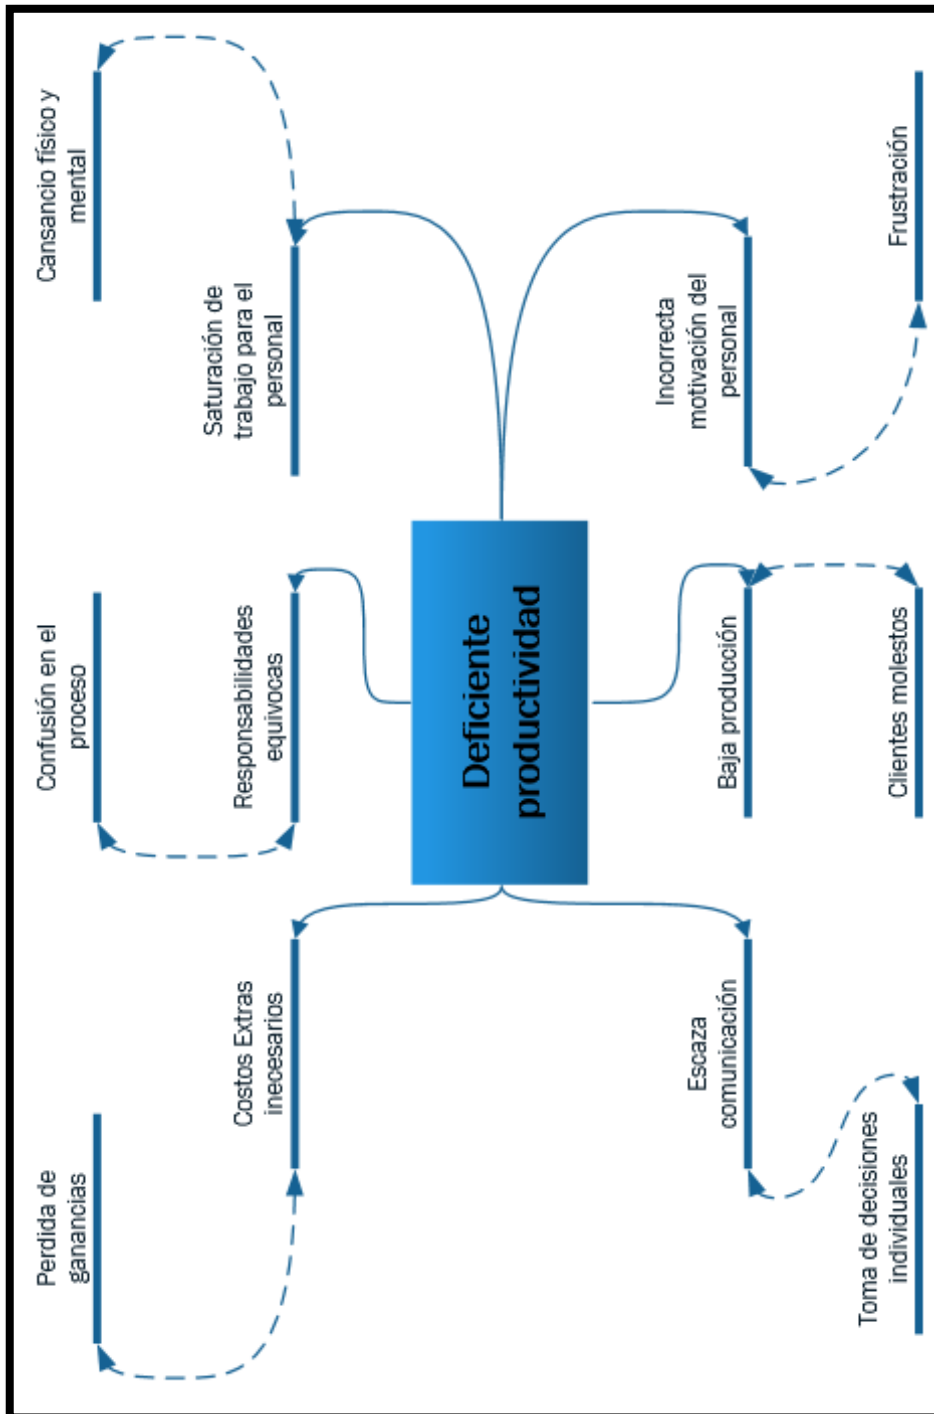 Perdida de
ganancias
Confusión en el
proceso
Cansancio físico y
mental
Costos Extras
inecesarios
Responsabilidades
equivocas
Saturación de
trabajo para el
personal
Deficiente
productividad
Escaza
comunicación
Baja producción
Incorrecta
motivación del
personal
Toma de decisiones
individuales
Clientes molestos
Frustración